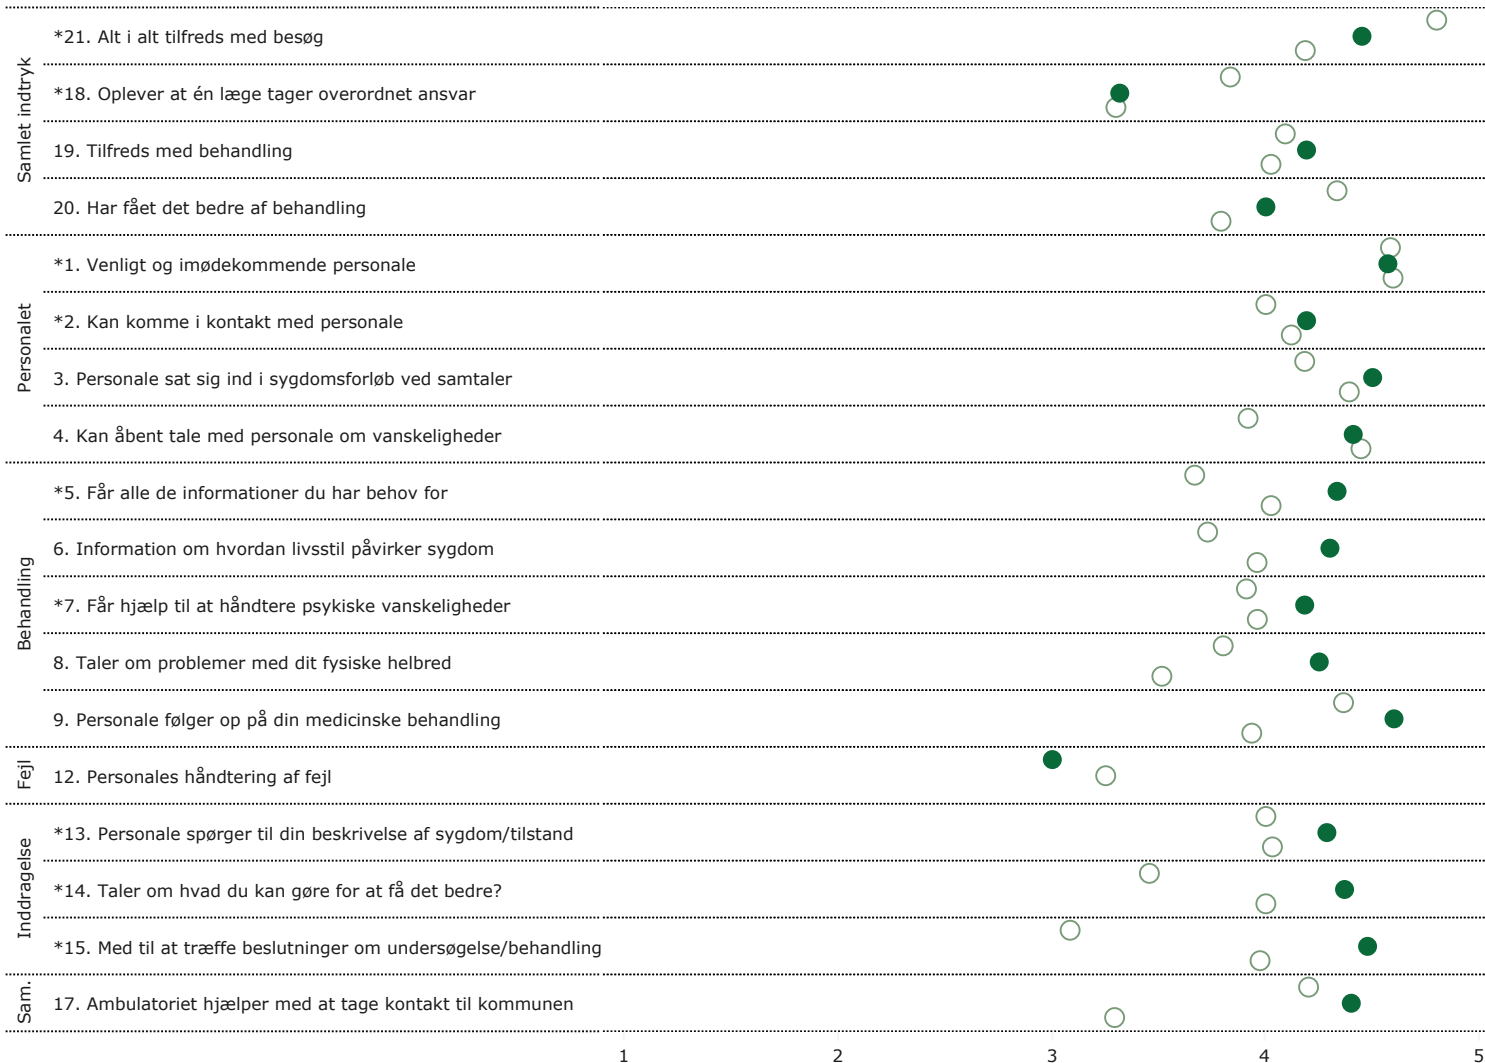 Samlet indtryk
*21. Alt i alt tilfreds med besøg
*18. Oplever at én læge tager overordnet ansvar
19. Tilfreds med behandling
20. Har fået det bedre af behandling
Personalet
*1. Venligt og imødekommende personale
*2. Kan komme i kontakt med personale
3. Personale sat sig ind i sygdomsforløb ved samtaler
4. Kan åbent tale med personale om vanskeligheder
Behandling
*5. Får alle de informationer du har behov for
6. Information om hvordan livsstil påvirker sygdom
*7. Får hjælp til at håndtere psykiske vanskeligheder
8. Taler om problemer med dit fysiske helbred
9. Personale følger op på din medicinske behandling
Fejl
12. Personales håndtering af fejl
Inddragelse
*13. Personale spørger til din beskrivelse af sygdom/tilstand
*14. Taler om hvad du kan gøre for at få det bedre?
*15. Med til at træffe beslutninger om undersøgelse/behandling
Sam.
17. Ambulatoriet hjælper med at tage kontakt til kommunen
1 2 3 4 5